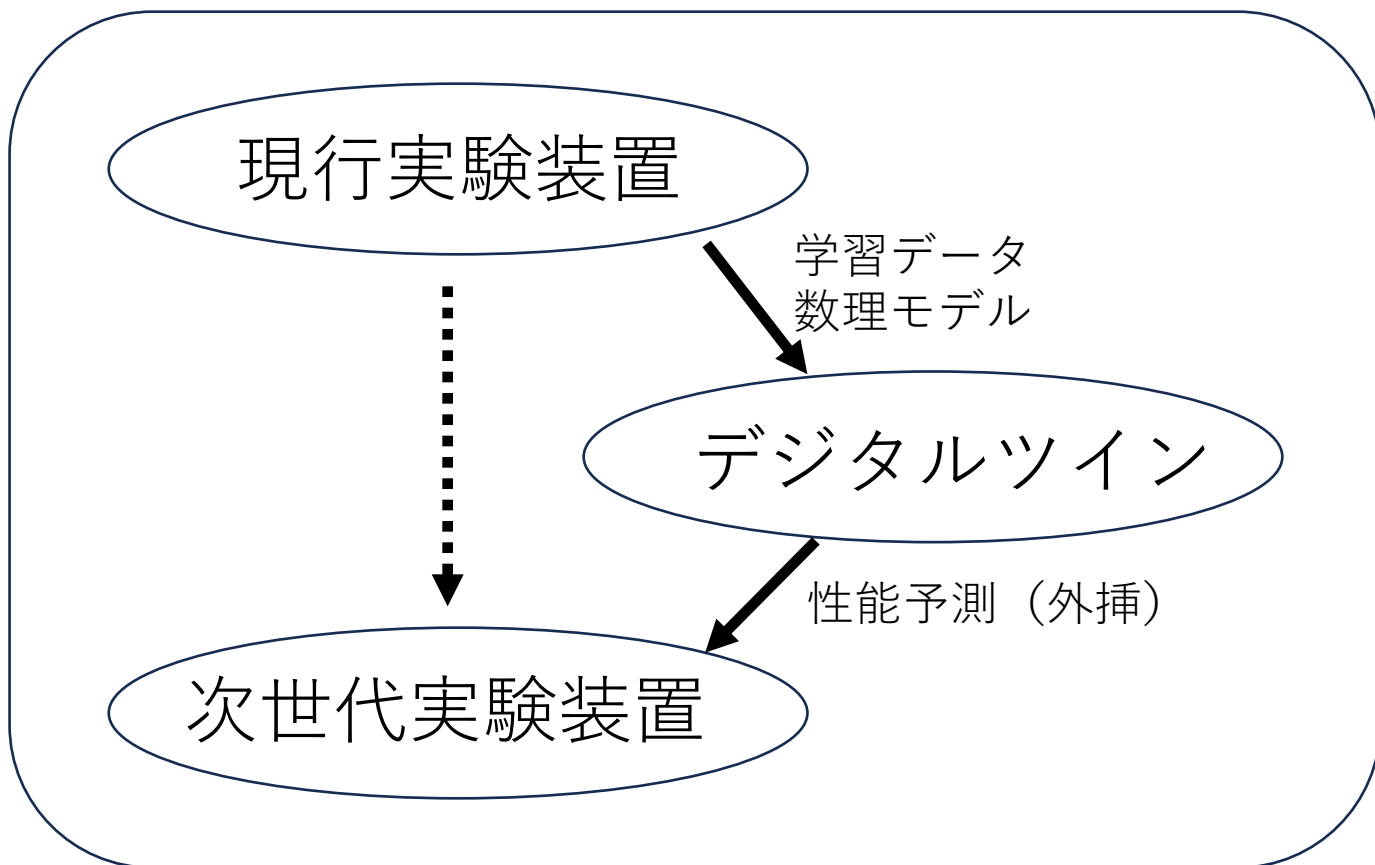 現行実験装置
学習データ
数理モデル
デジタルツイン
性能予測（外挿）
次世代実験装置